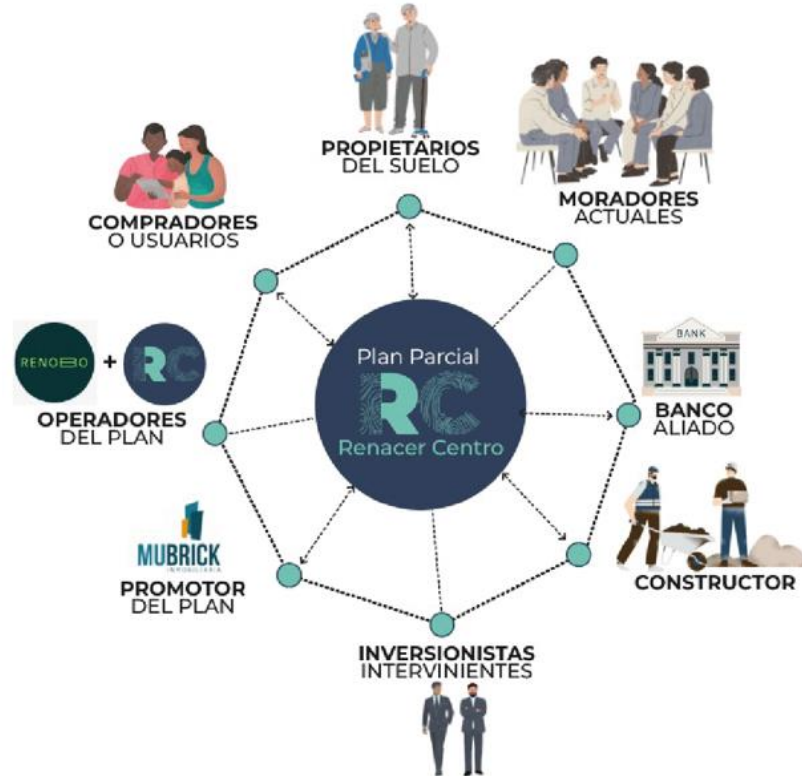 PROPIETARIOS
DEL SUELO
MORADORES
ACTUALES
COMPRADORES
O USUARIOS
BANK
BANCO
ALIADO
RENOBO + RC
OPERADORES
DEL PLAN
Plan Parcial
RC
Renacer Centro
CONSTRUCTOR
MUBRICK
INMOBILIARIA
PROMOTOR
DEL PLAN
INVERSIONISTAS
INTERVINIENTES